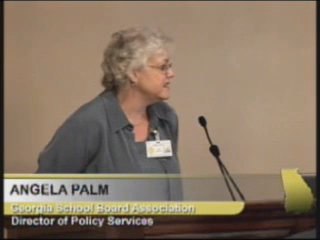 ANGELA PALM
Georgia School Board Association
Director of Policy Services